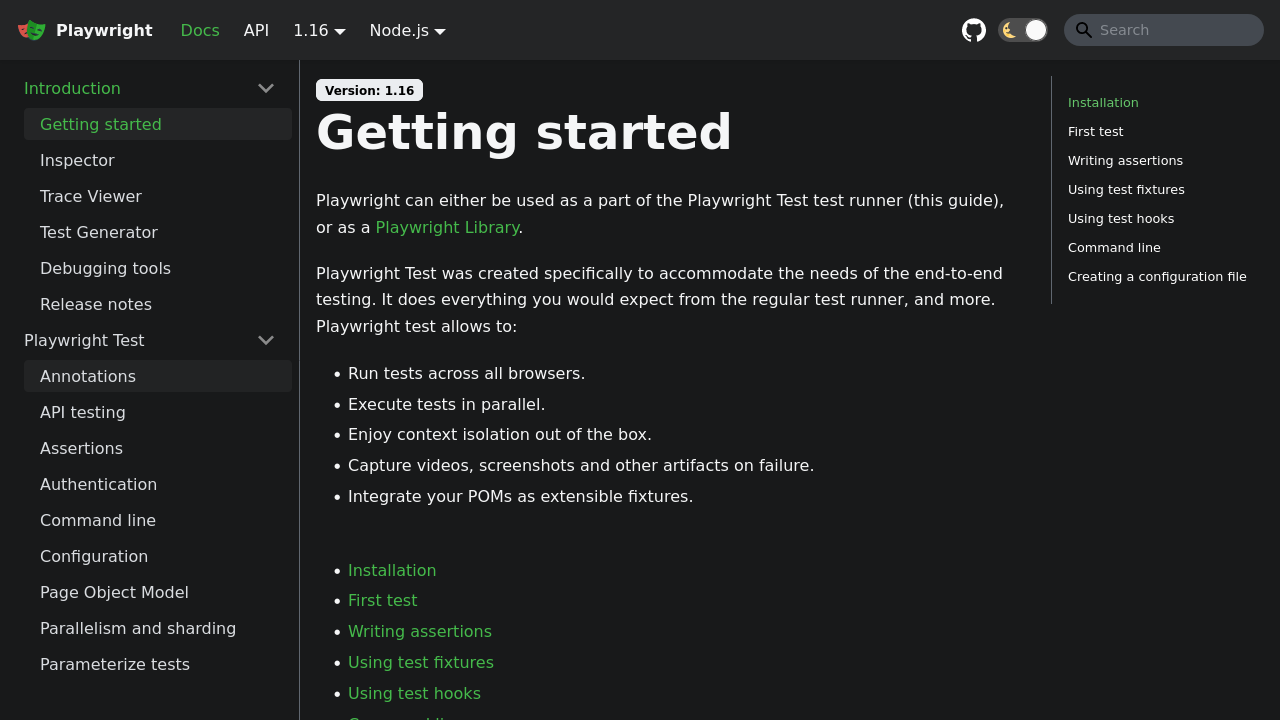 Playwright
Docs
API
1.16
Node.js
Search
Introduction
Getting started
Inspector
Trace Viewer
Test Generator
Debugging tools
Release notes
Playwright Test
Annotations
API testing
Assertions
Authentication
Command line
Configuration
Page Object Model
Parallelism and sharding
Parameterize tests
Version: 1.16
Getting started
Playwright can either be used as a part of the Playwright Test test runner (this guide),
or as a Playwright Library.
Playwright Test was created specifically to accommodate the needs of the end-to-end
testing. It does everything you would expect from the regular test runner, and more.
Playwright test allows to:
• Run tests across all browsers.
• Execute tests in parallel.
• Enjoy context isolation out of the box.
• Capture videos, screenshots and other artifacts on failure.
• Integrate your POMs as extensible fixtures.
• Installation
• First test
• Writing assertions
• Using test fixtures
• Using test hooks
Installation
First test
Writing assertions
Using test fixtures
Using test hooks
Command line
Creating a configuration file